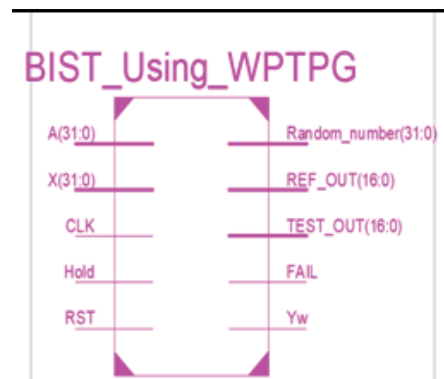 BIST_Using_WPTPG
A(31:0)
Random_number(31:0)
X(31:0)
REF_OUT(16:0)
CLK
TEST_OUT(16:0)
Hold
FAIL
RST
Yw